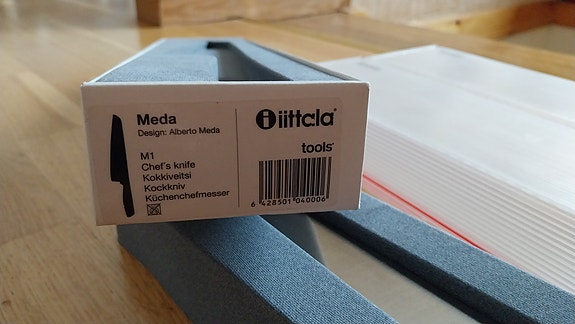 Meda
Design: Alberto Meda
M1
Chef's knife
Kokkiveitsi
Kockkniv
Küchenchefmesser
iittala
tools®
6 428501 040006